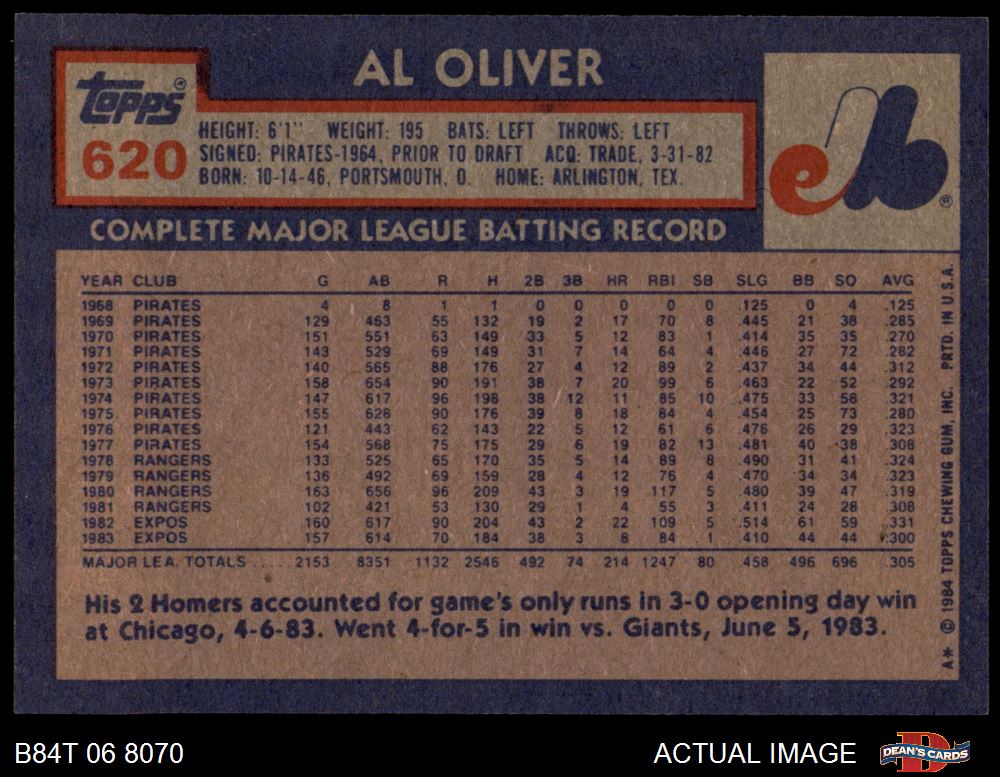 AL OLIVER
Topps
620
HEIGHT: 6'1" WEIGHT: 195 BATS: LEFT THROWS: LEFT
SIGNED: PIRATES-1964, PRIOR TO DRAFT ACQ: TRADE, 3-31-82
BORN: 10-14-46, PORTSMOUTH, O. HOME: ARLINGTON, TEX.
eb
®
COMPLETE MAJOR LEAGUE BATTING RECORD
YEAR CLUB G AB R H 2B 3B HR RBI SB SLG BB SO AVG
1968 PIRATES 4 8 1 1 0 0 0 0 0 .125 0 4 .125
1969 PIRATES 129 463 55 132 19 2 17 70 8 .445 21 38 .285
1970 PIRATES 151 551 63 149 33 5 12 83 1 .414 35 35 .270
1971 PIRATES 143 529 69 149 31 7 14 64 4 .446 27 72 .282
1972 PIRATES 140 565 88 176 27 4 12 89 2 .437 34 44 .312
1973 PIRATES 158 654 90 191 38 7 20 99 6 .463 22 52 .292
1974 PIRATES 147 617 96 198 38 12 11 85 10 .475 33 58 .321
1975 PIRATES 155 628 90 176 39 8 18 84 4 .454 25 73 .280
1976 PIRATES 121 443 62 143 22 5 12 61 6 .476 26 29 .323
1977 PIRATES 154 568 75 175 29 6 19 82 13 .481 40 38 .308
1978 RANGERS 133 525 65 170 35 5 14 89 8 .490 31 41 .324
1979 RANGERS 136 492 69 159 28 4 12 76 4 .470 34 34 .323
1980 RANGERS 163 656 96 209 43 3 19 117 5 .480 39 47 .319
1981 RANGERS 102 421 53 130 29 1 4 55 3 .411 24 28 .308
1982 EXPOS 160 617 90 204 43 2 22 109 5 .514 61 59 .331
1983 EXPOS 157 614 70 184 38 3 8 84 1 .410 44 44 .300
MAJOR LEA. TOTALS ..... 2153 8351 1132 2546 492 74 214 1247 80 .458 496 696 .305
His 2 Homers accounted for game's only runs in 3-0 opening day win
at Chicago, 4-6-83. Went 4-for-5 in win vs. Giants, June 5, 1983.
A* © 1984 TOPPS CHEWING GUM, INC. PRTD. IN U.S.A.
B84T 06 8070
ACTUAL IMAGE
DEAN'S CARDS